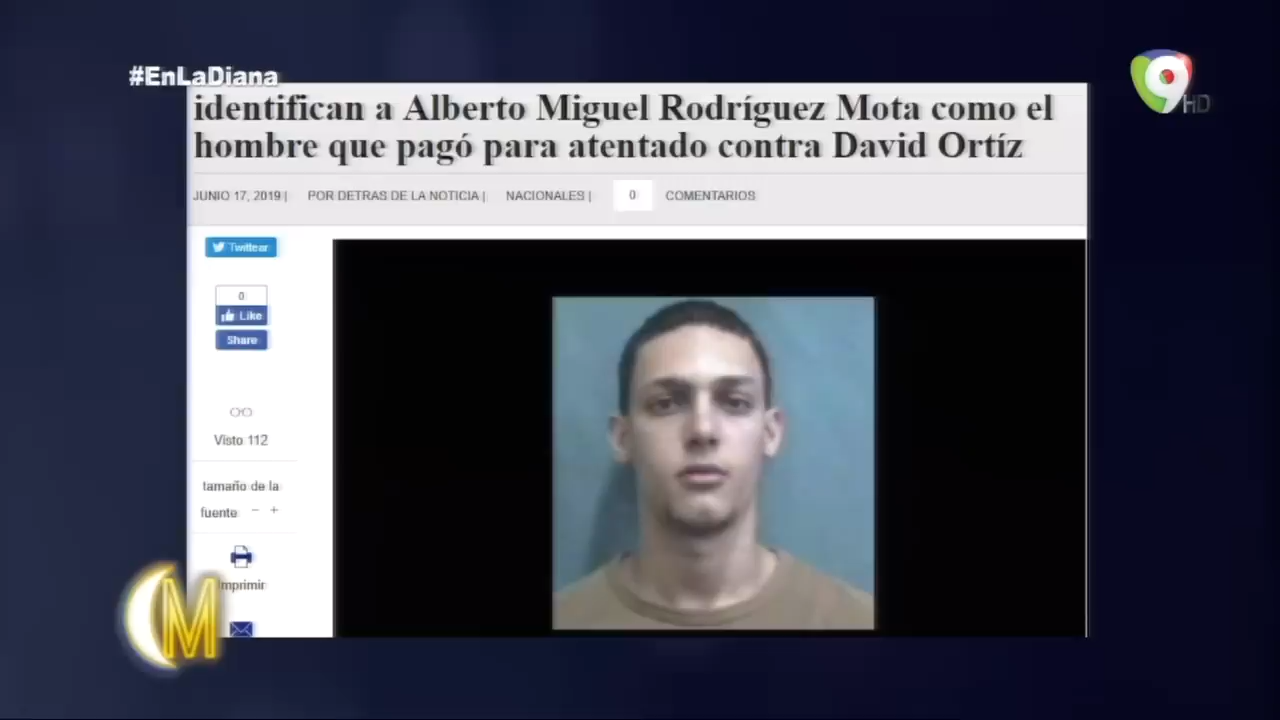 #EnLaDiana
9
HD
identifican a Alberto Miguel Rodríguez Mota como el
hombre que pagó para atentado contra David Ortíz
JUNIO 17, 2019 | POR DETRAS DE LA NOTICIA | NACIONALES | 0 COMENTARIOS
Twittear
0
Like
Share
Visto 112
tamaño de la
fuente − +
Imprimir
M